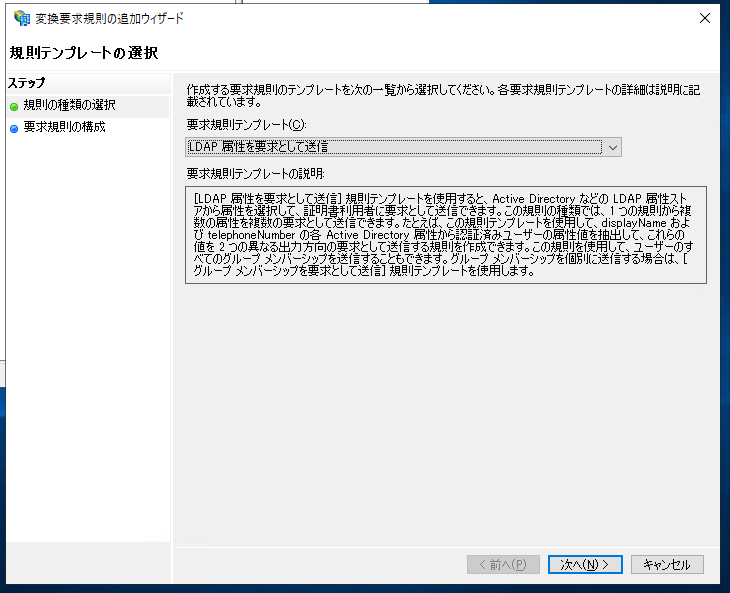 変換要求規則の追加ウィザード
規則テンプレートの選択
ステップ
規則の種類の選択
要求規則の構成
作成する要求規則のテンプレートを次の一覧から選択してください。各要求規則テンプレートの詳細は説明に記
載されています。
要求規則テンプレート(C):
LDAP 属性を要求として送信
要求規則テンプレートの説明:
[LDAP 属性を要求として送信] 規則テンプレートを使用すると、Active Directory などの LDAP 属性スト
アから属性を選択して、証明書利用者に要求として送信できます。この規則の種類では、1 つの規則から複
数の属性を複数の要求として送信できます。たとえば、この規則テンプレートを使用して、displayName およ
び telephoneNumber の各 Active Directory 属性から認証済みユーザーの属性値を抽出して、これらの
値を 2 つの異なる出力方向の要求として送信する規則を作成できます。この規則を使用して、ユーザーのす
べてのグループ メンバーシップを送信することもできます。グループ メンバーシップを個別に送信する場合は、[
グループ メンバーシップを要求として送信] 規則テンプレートを使用します。
< 前へ(P)
次へ(N) >
キャンセル